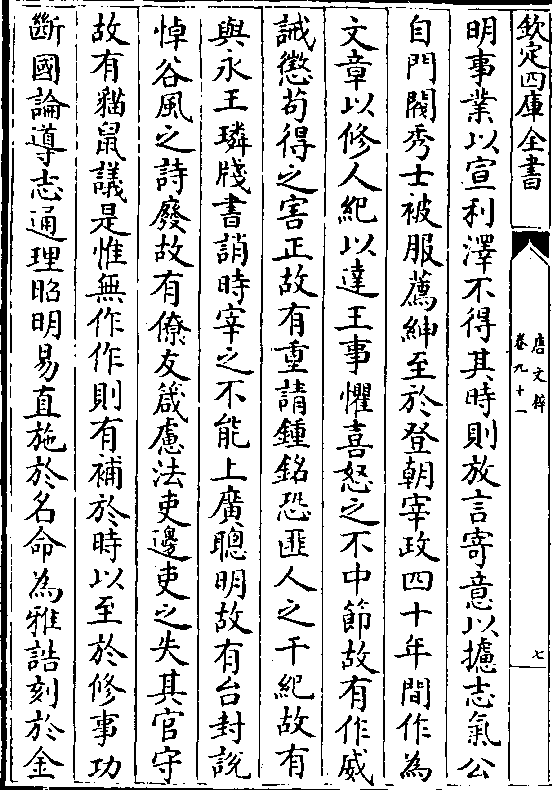 欽定四庫全書
唐文粹
卷九十一
七
明事業以宣利澤不得其時則放言寄意以攄志氣公
自門閥秀士被服薦紳至於登朝宰政四十年間作為
文章以修人紀以達王事懼喜怒之不中節故有作威
誡懲茍得之害正故有重請鍾銘恐匪人之干紀故有
與永王璘牋書誚時宰之不能上廣聰明故有台封說
悼谷風之詩廢故有僚友箴慮法吏邊吏之失其官守
故有貓鼠議是惟無作作則有補於時以至於修事功
斷國論導志通理昭明易直施於名命為雅誥刻於金